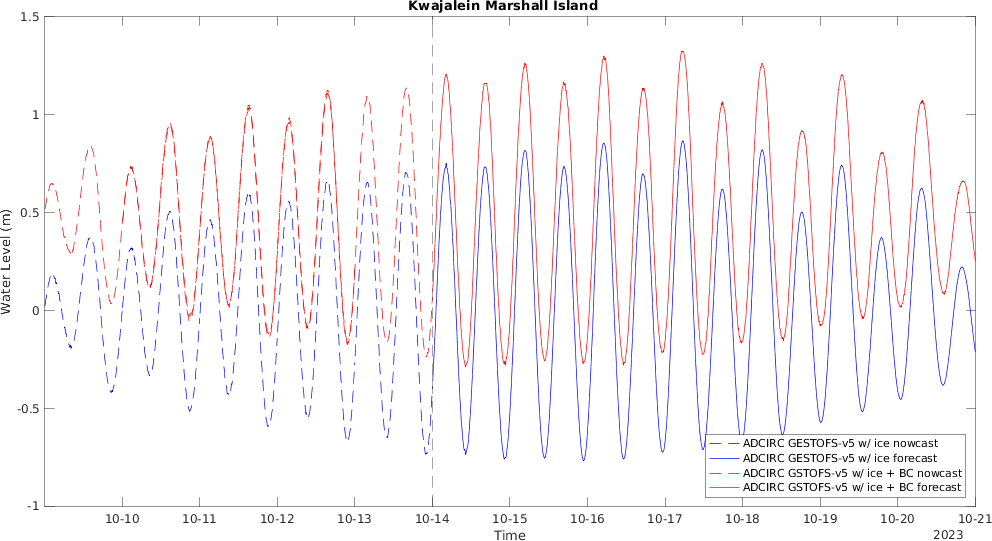 Kwajalein Marshall Island
1.5
1
0.5
0
-0.5
-1
Water Level (m)
10-10 10-11 10-12 10-13 10-14 10-15 10-16 10-17 10-18 10-19 10-20 10-21
Time
2023
ADCIRC GESTOFS-v5 w/ ice nowcast
ADCIRC GESTOFS-v5 w/ ice forecast
ADCIRC GSTOFS-v5 w/ ice + BC nowcast
ADCIRC GSTOFS-v5 w/ ice + BC forecast